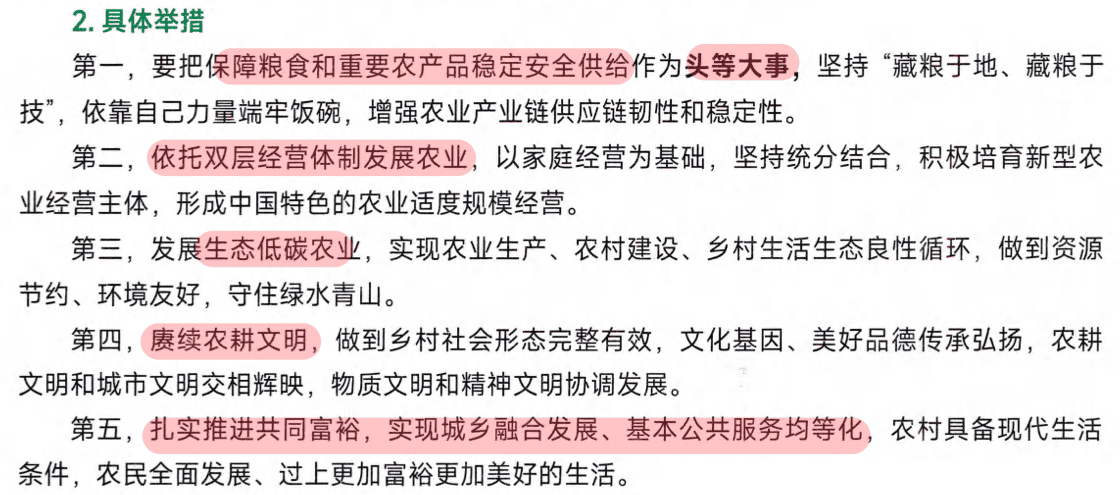 2. 具体举措
第一，要把保障粮食和重要农产品稳定安全供给作为头等大事，坚持“藏粮于地、藏粮于
技”，依靠自己力量端牢饭碗，增强农业产业链供应链韧性和稳定性。
第二，依托双层经营体制发展农业，以家庭经营为基础，坚持统分结合，积极培育新型农
业经营主体，形成中国特色的农业适度规模经营。
第三，发展生态低碳农业，实现农业生产、农村建设、乡村生活生态良性循环，做到资源
节约、环境友好，守住绿水青山。
第四，赓续农耕文明，做到乡村社会形态完整有效，文化基因、美好品德传承弘扬，农耕
文明和城市文明交相辉映，物质文明和精神文明协调发展。
第五，扎实推进共同富裕，实现城乡融合发展、基本公共服务均等化，农村具备现代生活
条件，农民全面发展、过上更加富裕更加美好的生活。